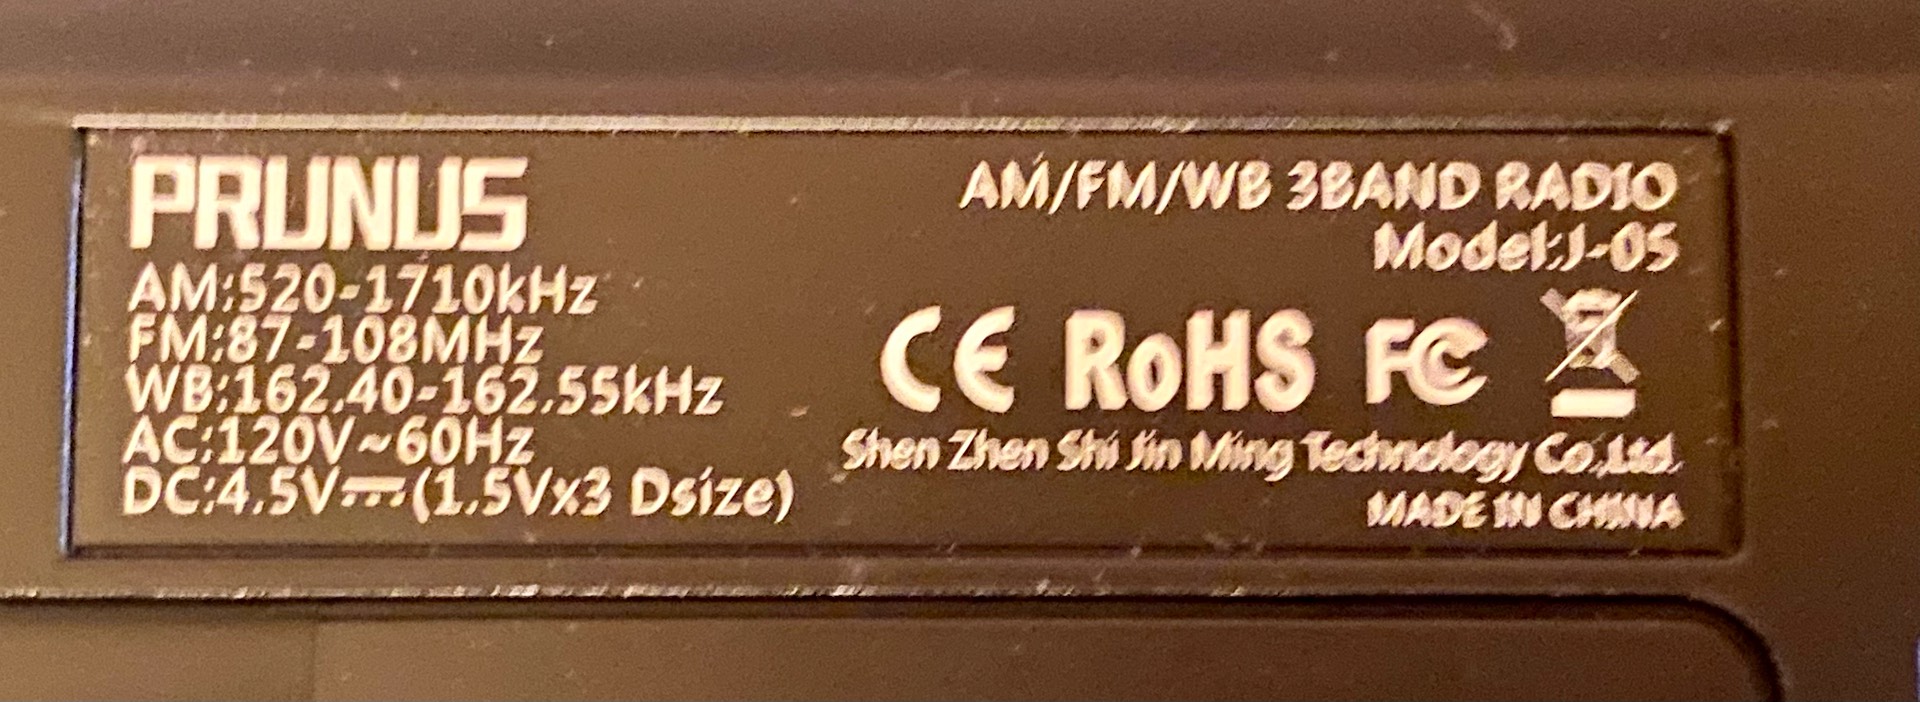 PRUNUS
AM:520-1710kHz
FM:87-108MHz
WB:162.40-162.55kHz
AC:120V~60Hz
DC:4.5V⎓(1.5Vx3 Dsize)
AM/FM/WB 3BAND RADIO
Model:J-05
CE RoHS FC
Shen Zhen Shi Jin Ming Technology Co.,Ltd.
MADE IN CHINA